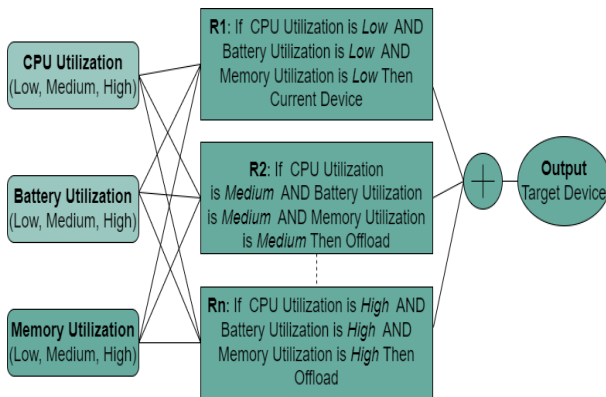 CPU Utilization
(Low, Medium, High)
Battery Utilization
(Low, Medium, High)
Memory Utilization
(Low, Medium, High)
R1: If CPU Utilization is Low AND
Battery Utilization is Low AND
Memory Utilization is Low Then
Current Device
R2: If CPU Utilization
is Medium AND Battery Utilization
is Medium AND Memory Utilization
is Medium Then Offload
Rn: If CPU Utilization is High AND
Battery Utilization is High AND
Memory Utilization is High Then
Offload
Output
Target Device